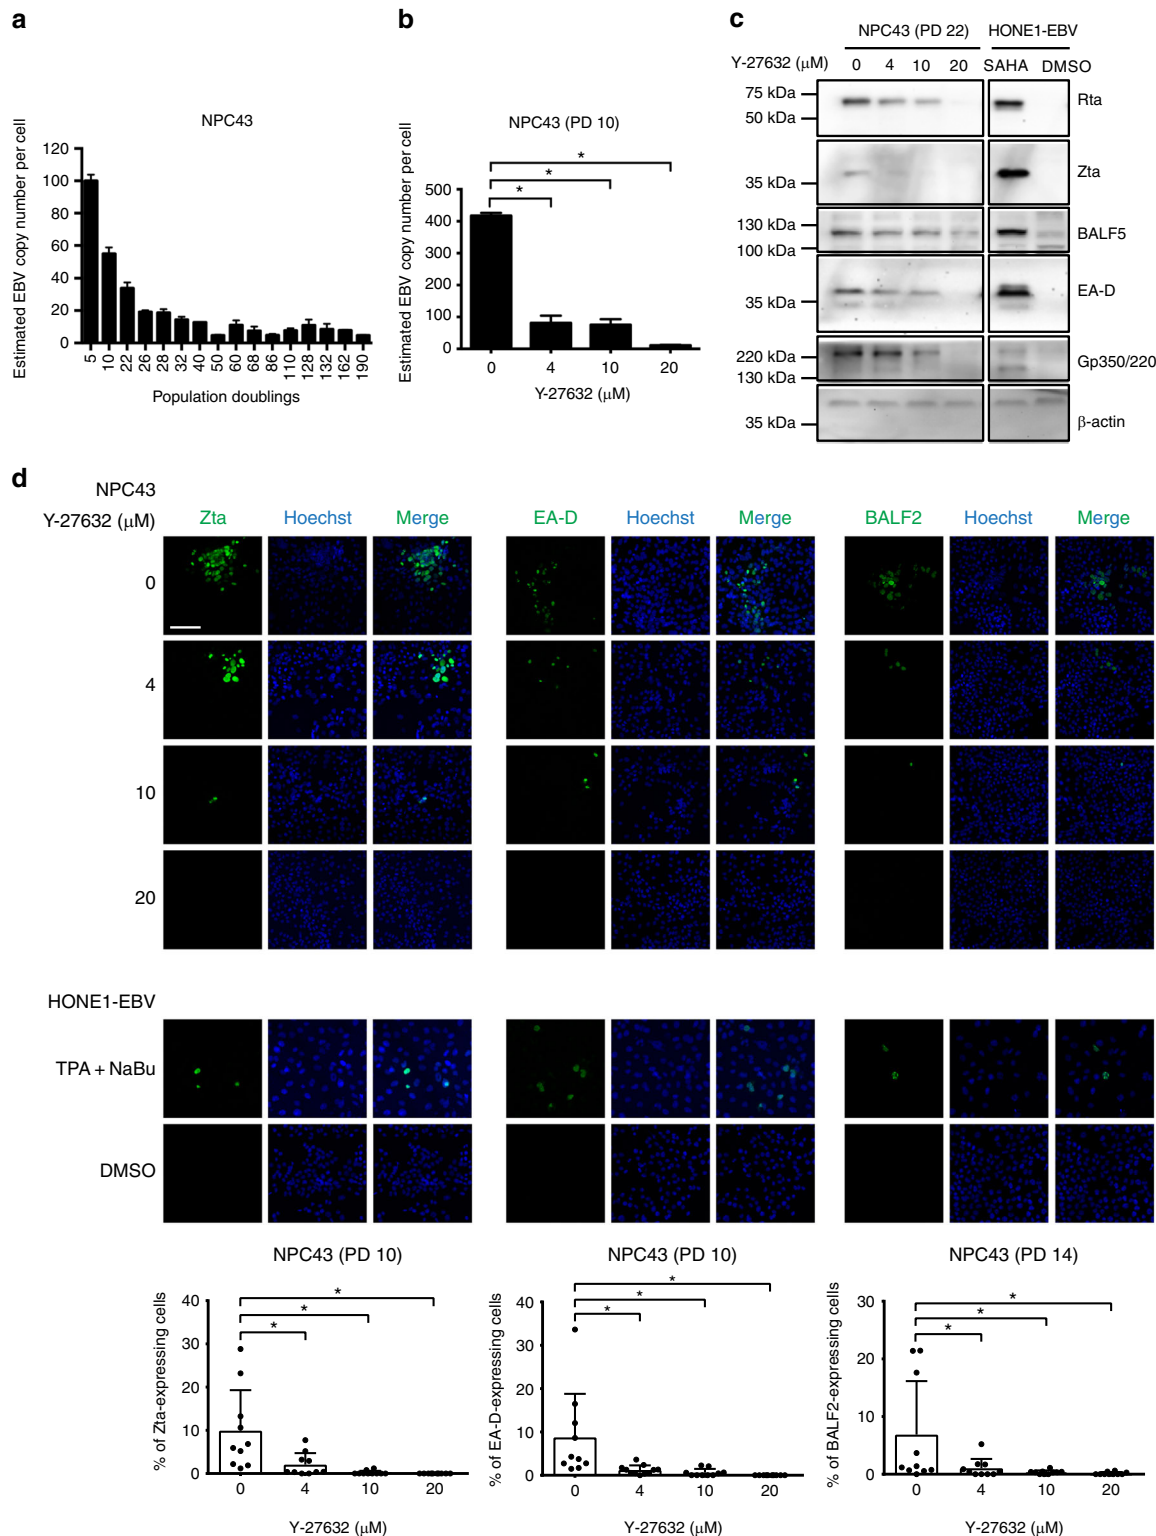 a
NPC43
Estimated EBV copy number per cell
120
100
80
60
40
20
0
5 10 22 26 28 32 40 50 60 68 86 110 128 132 162 190
Population doublings
b
NPC43 (PD 10)
Estimated EBV copy number per cell
* 
*
*
500
400
300
200
100
0
0 4 10 20
Y-27632 (μM)
c
NPC43 (PD 22) HONE1-EBV
Y-27632 (μM) 0 4 10 20 SAHA DMSO
75 kDa
50 kDa
Rta
35 kDa
Zta
130 kDa
100 kDa
BALF5
35 kDa
EA-D
220 kDa
130 kDa
Gp350/220
35 kDa
β-actin
d
NPC43
Y-27632 (μM) Zta Hoechst Merge EA-D Hoechst Merge BALF2 Hoechst Merge
0
4
10
20
HONE1-EBV
TPA + NaBu
DMSO
NPC43 (PD 10)
% of Zta-expressing cells
*
*
*
40
30
20
10
0
0 4 10 20
Y-27632 (μM)
NPC43 (PD 10)
% of EA-D-expressing cells
*
*
*
40
30
20
10
0
0 4 10 20
Y-27632 (μM)
NPC43 (PD 14)
% of BALF2-expressing cells
*
*
*
30
20
10
0
0 4 10 20
Y-27632 (μM)